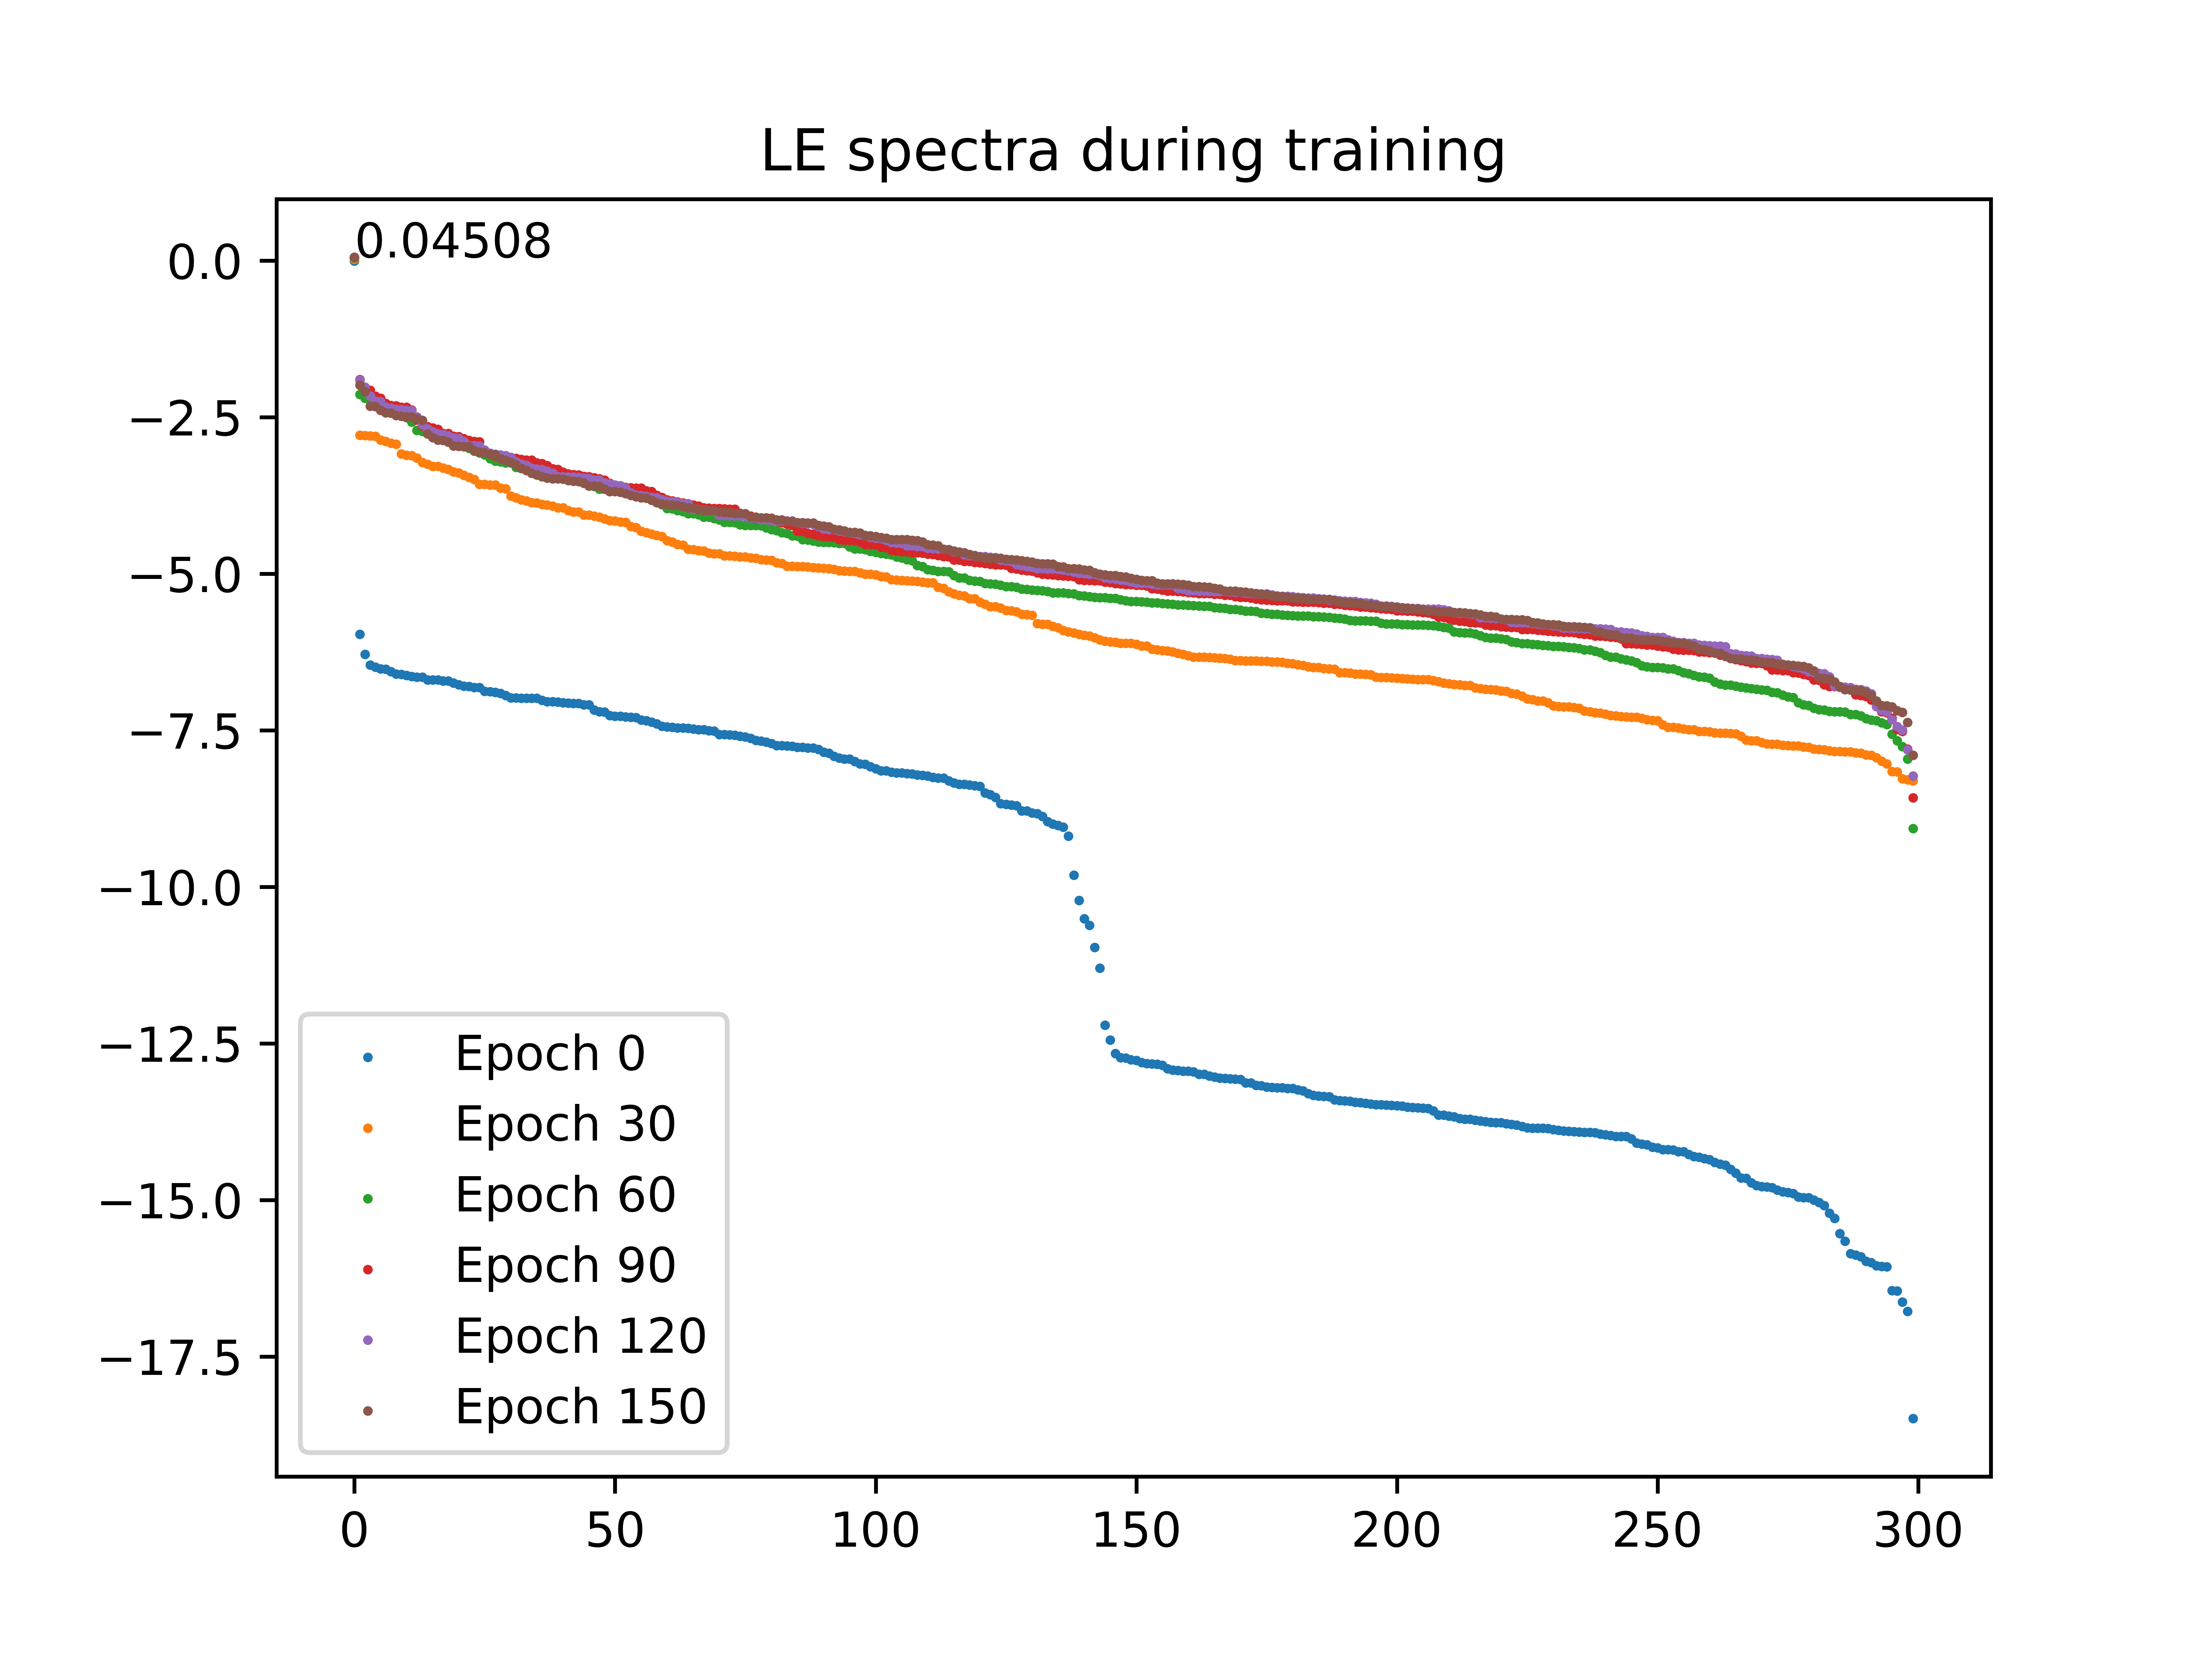 LE spectra during training
0.04508
0.0
−2.5
−5.0
−7.5
−10.0
−12.5
−15.0
−17.5
Epoch 0
Epoch 30
Epoch 60
Epoch 90
Epoch 120
Epoch 150
0 50 100 150 200 250 300